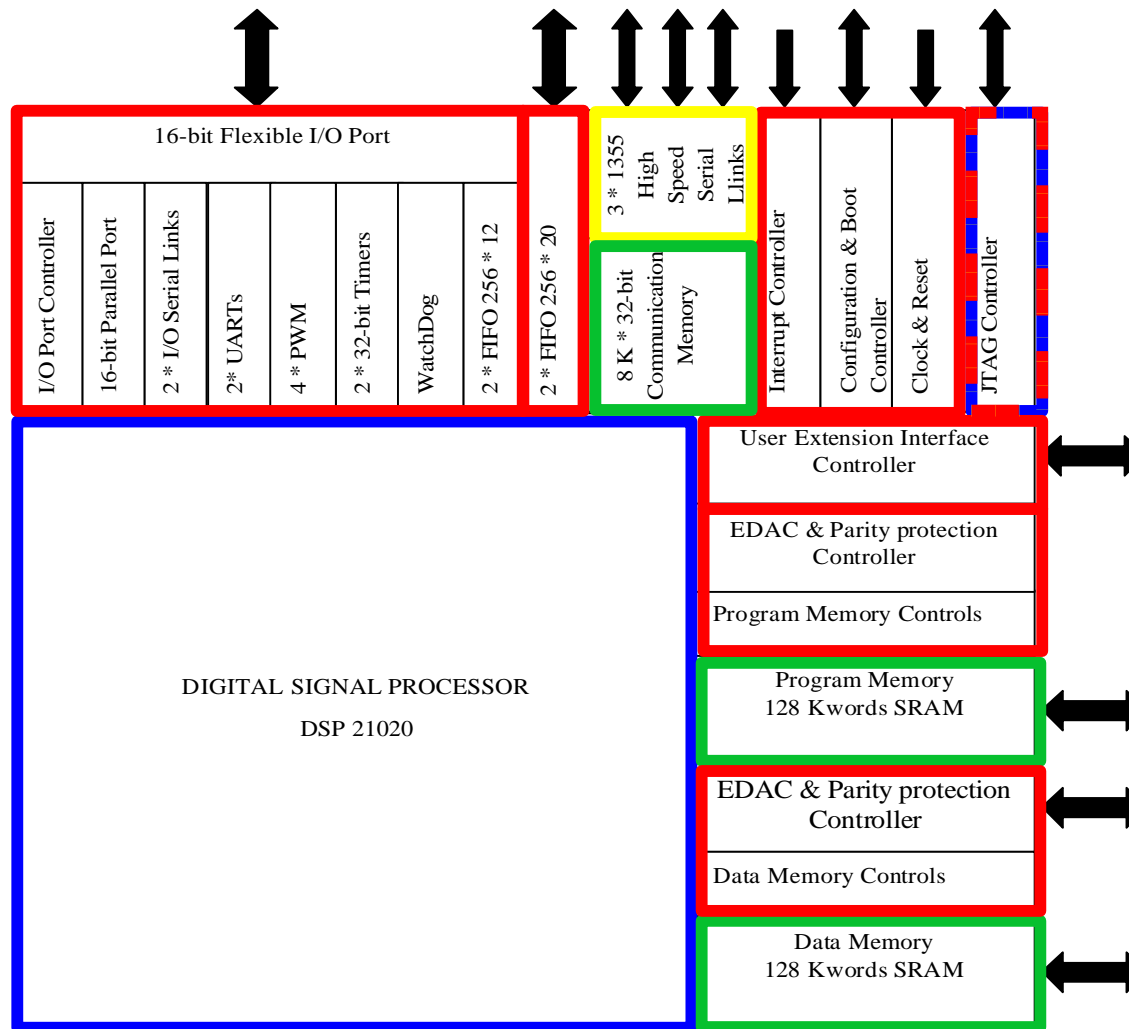 16-bit Flexible I/O Port
I/O Port Controller
16-bit Parallel Port
2 * I/O Serial Links
2* UARTs
4 * PWM
2 * 32-bit Timers
WatchDog
2 * FIFO 256 * 12
2 * FIFO 256 * 20
3 * 1355
High
Speed
Serial
Llinks
8 K * 32-bit
Communication
Memory
Interrupt Controller
Configuration & Boot
Controller
Clock & Reset
JTAG Controller
User Extension Interface
Controller
EDAC & Parity protection
Controller
Program Memory Controls
DIGITAL SIGNAL PROCESSOR
DSP 21020
Program Memory
128 Kwords SRAM
EDAC & Parity protection
Controller
Data Memory Controls
Data Memory
128 Kwords SRAM